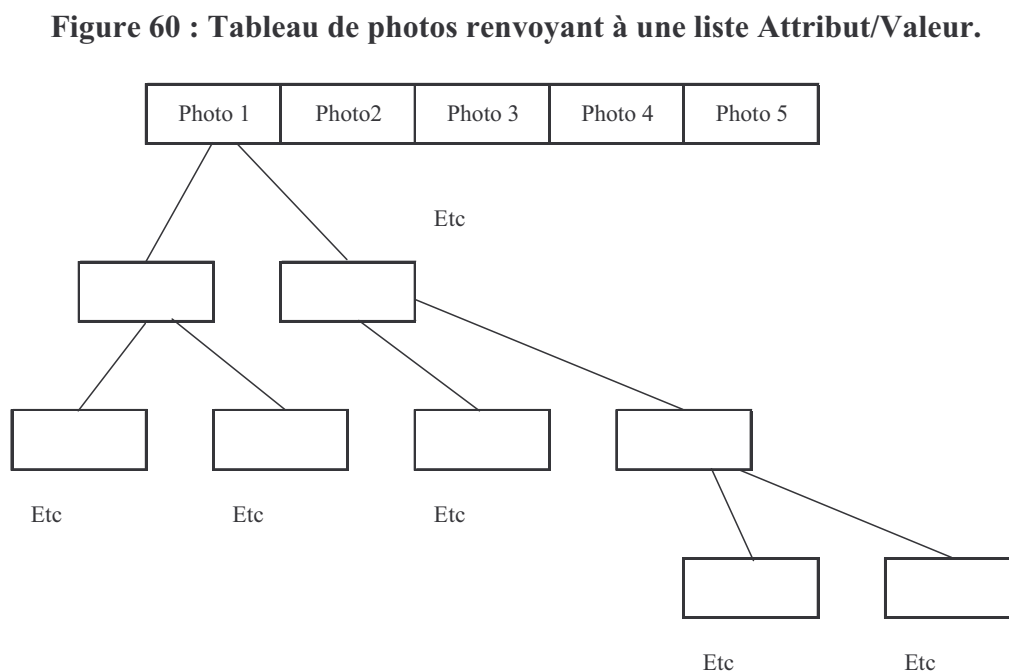 Figure 60 : Tableau de photos renvoyant à une liste Attribut/Valeur.
Photo 1 Photo2 Photo 3 Photo 4 Photo 5
Etc
Etc Etc Etc
Etc Etc